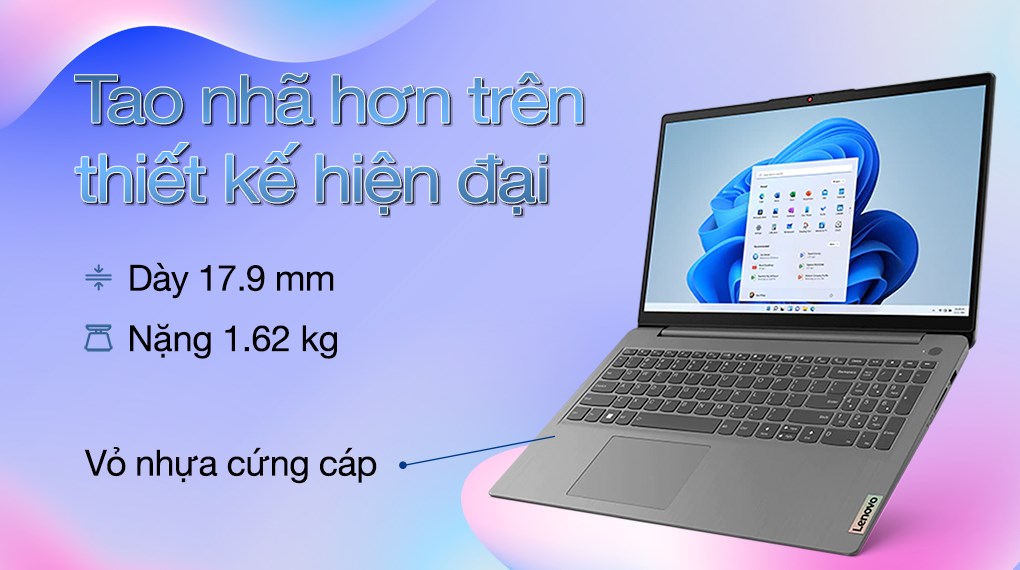 Tao nhã hơn trên
thiết kế hiện đại
Dày 17.9 mm
Nặng 1.62 kg
Vỏ nhựa cứng cáp
Lenovo